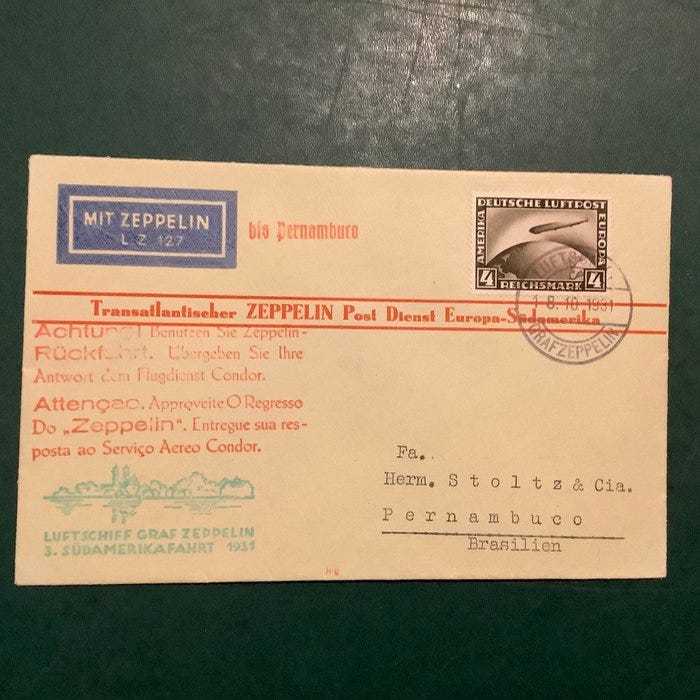 MIT ZEPPELIN
LZ 127
bis Pernambuco
DEUTSCHE LUFTPOST
AMERIKA
EUROPA
4 4
REICHSMARK
LUFTSCHIFF
18.10.1931
GRAF ZEPPELIN
Transatlantischer ZEPPELIN Post Dienst Europa-Südamerika
Achtung! Benutzen Sie Zeppelin-
Rückfahrt. Übergeben Sie Ihre
Antwort dem Flugdienst Condor.
Attençao. Approveite O Regresso
Do „Zeppelin". Entregue sua res-
posta ao Serviço Aereo Condor.
LUFTSCHIFF GRAF ZEPPELIN
3. SÜDAMERIKAFAHRT 1931
Fa.
Herm. Stoltz & Cia.
Pernambuco
Brasilien